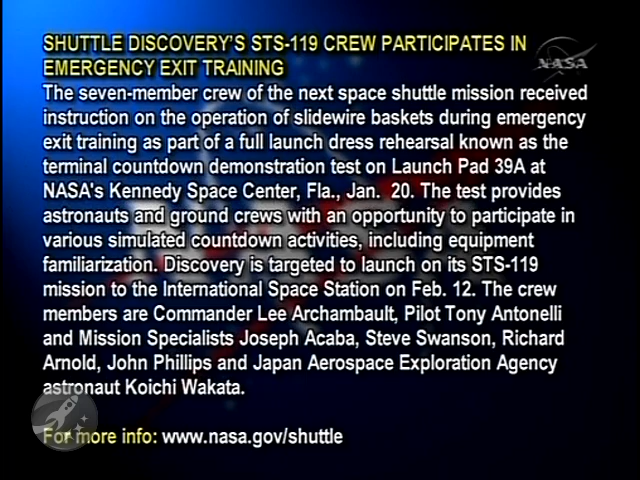 SHUTTLE DISCOVERY'S STS-119 CREW PARTICIPATES IN
EMERGENCY EXIT TRAINING
NASA
The seven-member crew of the next space shuttle mission received
instruction on the operation of slidewire baskets during emergency
exit training as part of a full launch dress rehearsal known as the
terminal countdown demonstration test on Launch Pad 39A at
NASA's Kennedy Space Center, Fla., Jan. 20. The test provides
astronauts and ground crews with an opportunity to participate in
various simulated countdown activities, including equipment
familiarization. Discovery is targeted to launch on its STS-119
mission to the International Space Station on Feb. 12. The crew
members are Commander Lee Archambault, Pilot Tony Antonelli
and Mission Specialists Joseph Acaba, Steve Swanson, Richard
Arnold, John Phillips and Japan Aerospace Exploration Agency
astronaut Koichi Wakata.
For more info: www.nasa.gov/shuttle